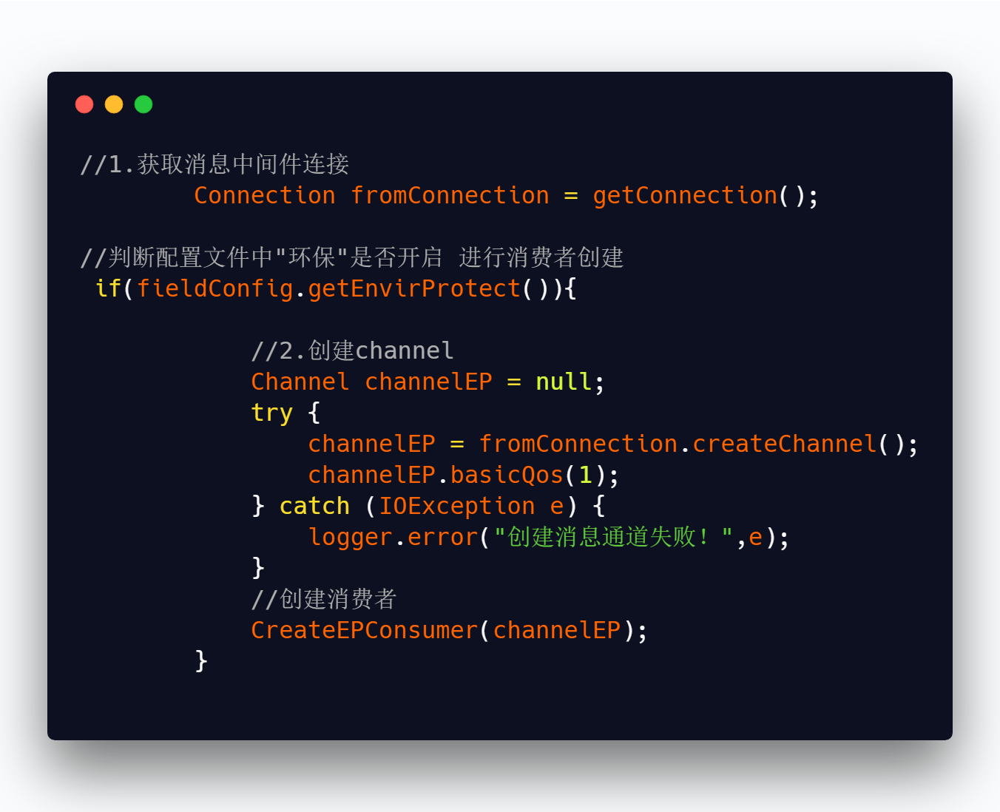 //1.获取消息中间件连接
Connection fromConnection = getConnection();
//判断配置文件中"环保"是否开启 进行消费者创建
if(fieldConfig.getEnvirProtect()){
//2.创建channel
Channel channelEP = null;
try {
channelEP = fromConnection.createChannel();
channelEP.basicQos(1);
} catch (IOException e) {
logger.error("创建消息通道失败！",e);
}
//创建消费者
CreateEPConsumer(channelEP);
}